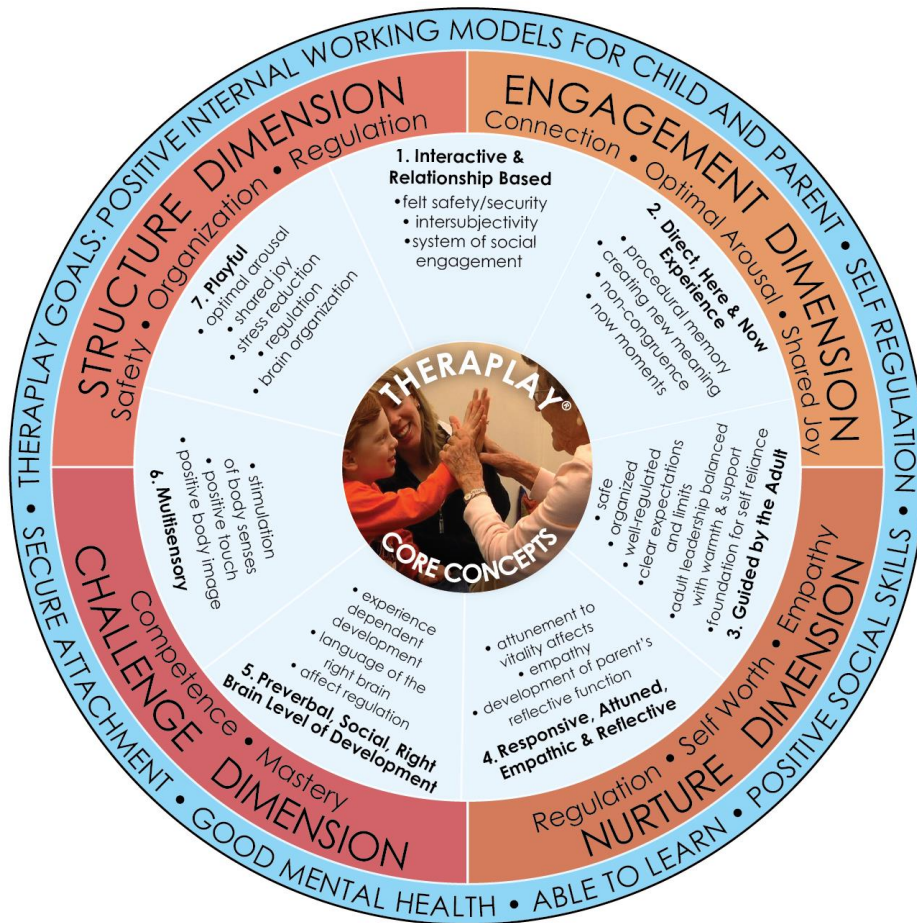 THERAPLAY GOALS: POSITIVE INTERNAL WORKING MODELS FOR CHILD AND PARENT • SELF REGULATION • POSITIVE SOCIAL SKILLS • ABLE TO LEARN • GOOD MENTAL HEALTH • SECURE ATTACHMENT •
STRUCTURE DIMENSION
Safety • Organization • Regulation
ENGAGEMENT DIMENSION
Connection • Optimal Arousal • Shared Joy
NURTURE DIMENSION
Regulation • Self Worth • Empathy
CHALLENGE DIMENSION
Competence • Mastery
1. Interactive &
Relationship Based
•felt safety/security
• intersubjectivity
•system of social
engagement
2. Direct, Here & Now
Experience
• procedural memory
creating new meaning
• non-congruence
• now moments
• safe
• organized
• well-regulated
• clear expectations
and limits
•adult leadership balanced
with warmth & support
•foundation for self reliance
3. Guided by the Adult
• attunement to
vitality affects
• empathy
• development of parent's
reflective function
4. Responsive, Attuned,
Empathic & Reflective
• experience
dependent
development
• language of the
right brain
• affect regulation
5. Preverbal, Social, Right
Brain Level of Development
• stimulation
of body senses
• positive touch
• positive body image
6. Multisensory
7. Playful
• optimal arousal
• shared joy
• stress reduction
• regulation
• brain organization
THERAPLAY®
CORE CONCEPTS